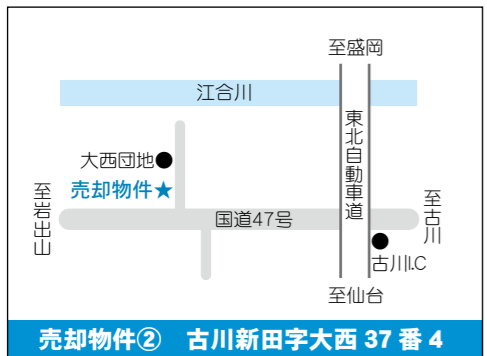 至盛岡
江合川
東北自動車道
大西団地●
売却物件★
至岩出山
国道47号
至古川
古川I.C
至仙台
売却物件② 古川新田字大西 37 番 4